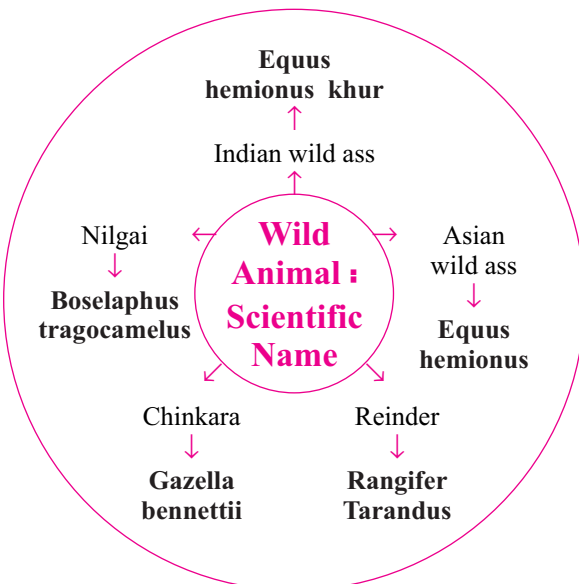 Equus
hemionus khur
Indian wild ass
Nilgai
Boselaphus
tragocamelus
Wild
Animal :
Scientific
Name
Asian
wild ass
Equus
hemionus
Chinkara
Gazella
bennettii
Reinder
Rangifer
Tarandus